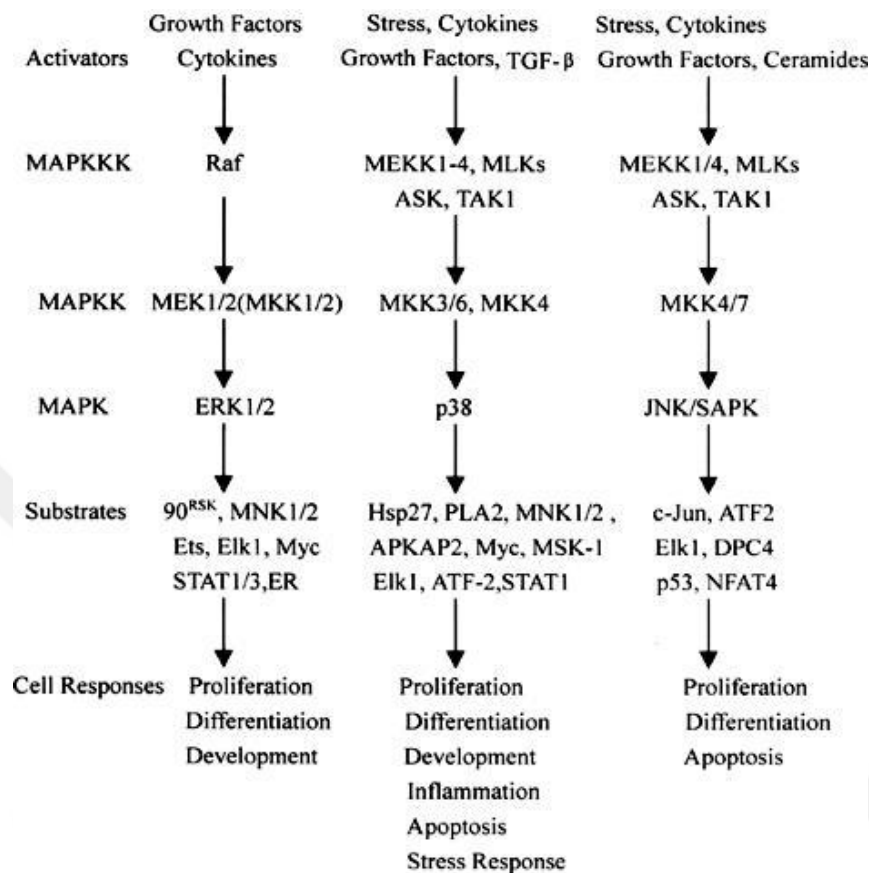 Growth Factors Stress, Cytokines Stress, Cytokines
Activators Cytokines Growth Factors, TGF-β Growth Factors, Ceramides
MAPKKK Raf MEKK1-4, MLKs MEKK1/4, MLKs
ASK, TAK1 ASK, TAK1
MAPKK MEK1/2(MKK1/2) MKK3/6, MKK4 MKK4/7
MAPK ERK1/2 p38 JNK/SAPK
Substrates 90RSK, MNK1/2 Hsp27, PLA2, MNK1/2 , c-Jun, ATF2
Ets, Elk1, Myc APKAP2, Myc, MSK-1 Elk1, DPC4
STAT1/3,ER Elk1, ATF-2,STAT1 p53, NFAT4
Cell Responses Proliferation Proliferation Proliferation
Differentiation Differentiation Differentiation
Development Development Apoptosis
Inflammation
Apoptosis
Stress Response